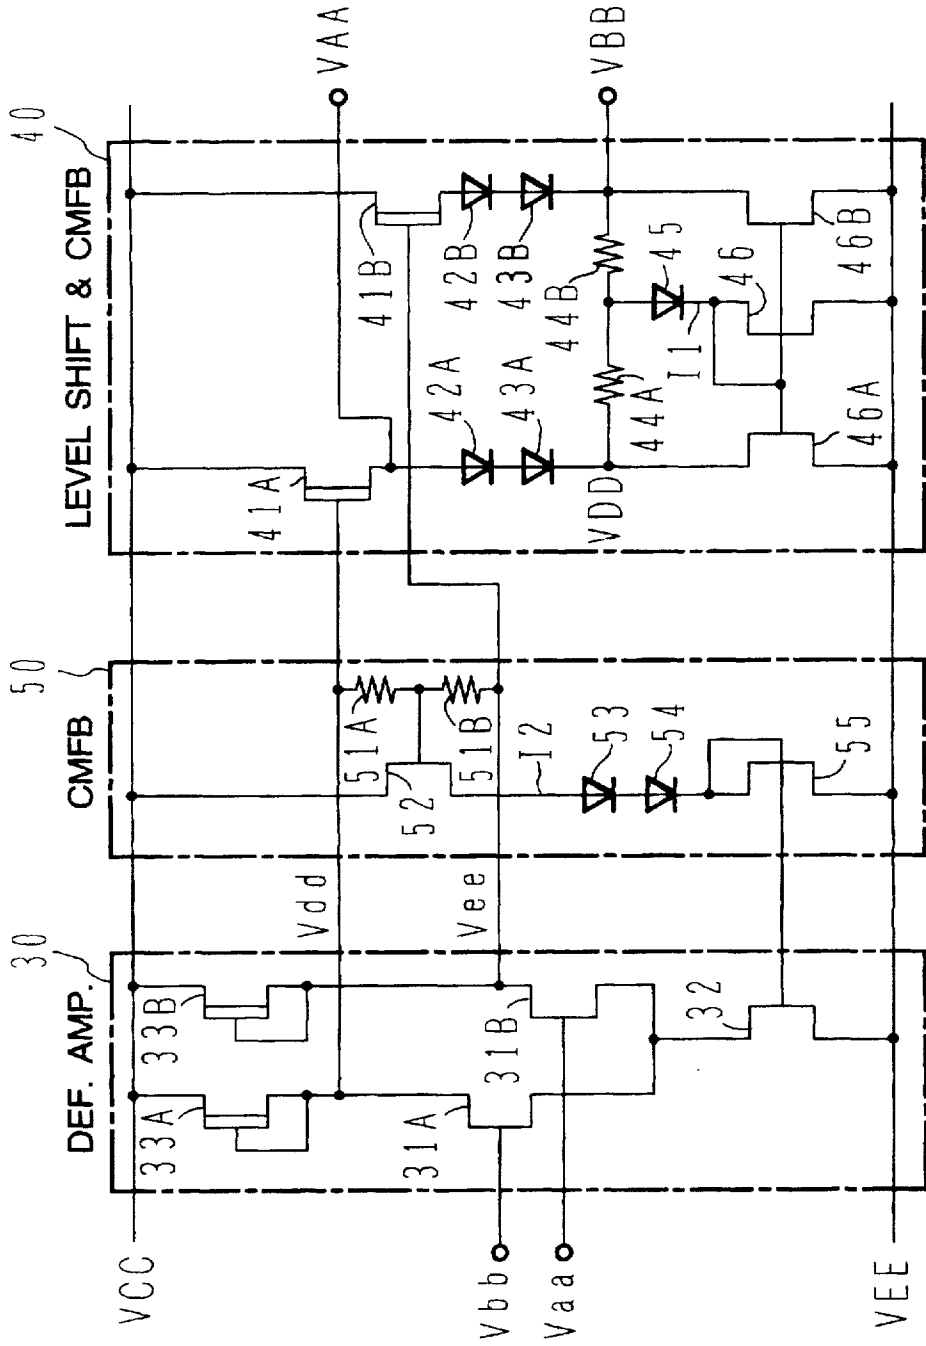 DEF. AMP.
30
CMFB
50
LEVEL SHIFT & CMFB
40
VCC
33A
33B
Vdd
Vee
31A
31B
Vbb
Vaa
32
VEE
51A
51B
52
I2
53
54
55
41A
41B
VAA
42A
42B
43A
43B
VDD
44A
44B
VBB
45
I1
46
46A
46B